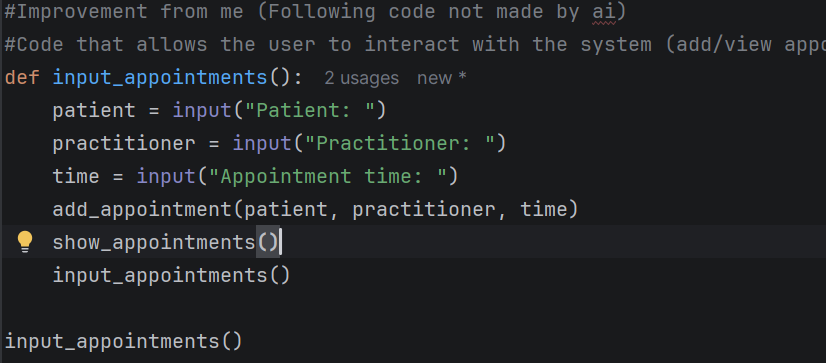 #Improvement from me (Following code not made by ai)
#Code that allows the user to interact with the system (add/view
def input_appointments(): 2 usages new *
patient = input("Patient: ")
practitioner = input("Practitioner: ")
time = input("Appointment time: ")
add_appointment(patient, practitioner, time)
show_appointments()
input_appointments()
input_appointments()